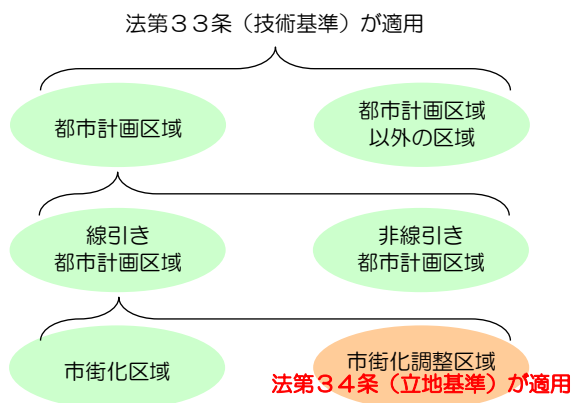 法第３３条（技術基準）が適用
都市計画区域
都市計画区域
以外の区域
線引き
都市計画区域
非線引き
都市計画区域
市街化区域
市街化調整区域
法第３４条（立地基準）が適用